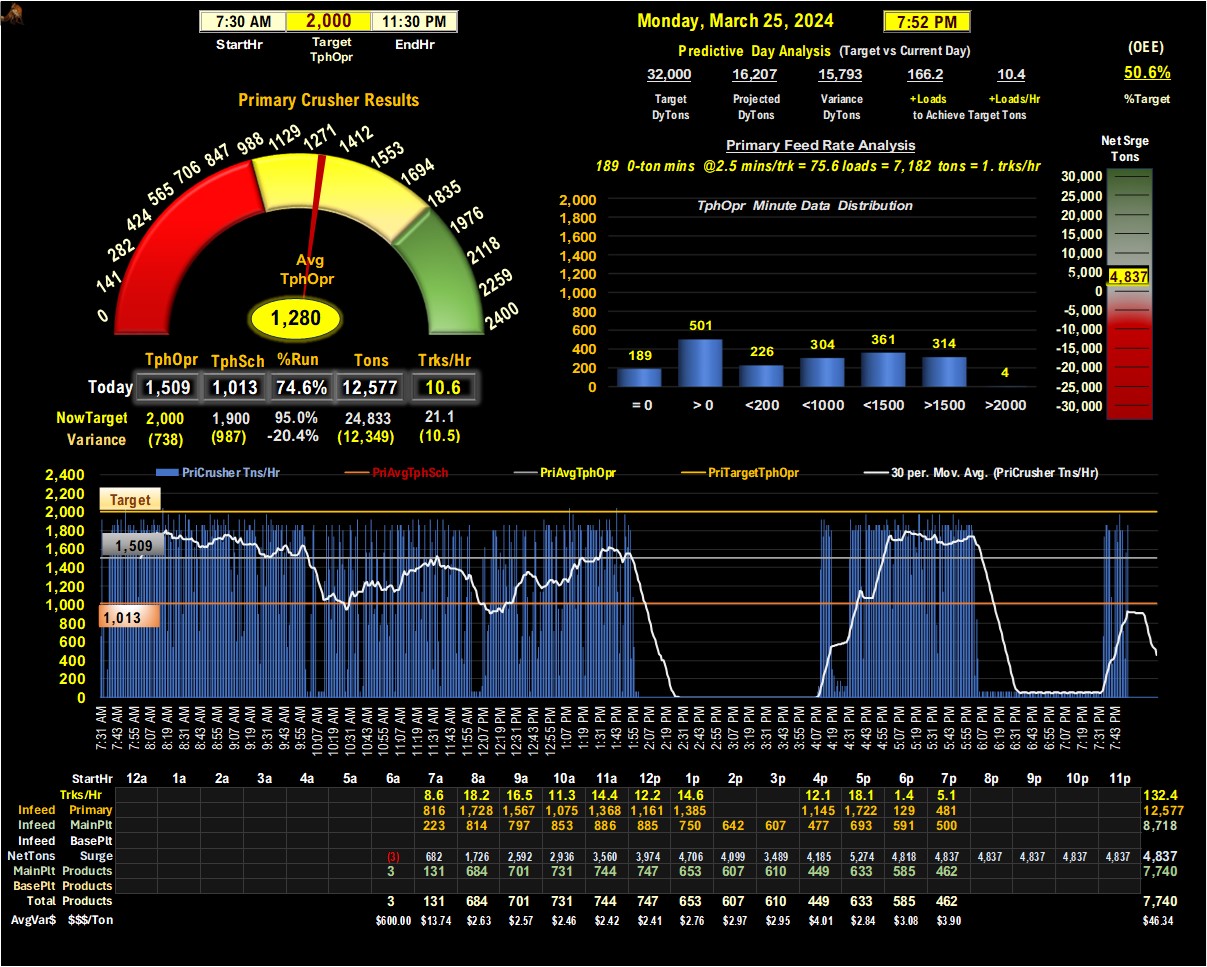 7:30 AM 2,000 11:30 PM
StartHr Target TphOpr EndHr
Monday, March 25, 2024 7:52 PM
Predictive Day Analysis (Target vs Current Day)
32,000 16,207 15,793 166.2 10.4
Target DyTons Projected DyTons Variance DyTons +Loads +Loads/Hr
to Achieve Target Tons
(OEE)
50.6%
%Target
Primary Crusher Results
0 141 282 424 565 706 847 988 1129 1271 1412 1553 1694 1835 1976 2118 2259 2400
Avg
TphOpr
1,280
TphOpr TphSch %Run Tons Trks/Hr
Today 1,509 1,013 74.6% 12,577 10.6
NowTarget 2,000 1,900 95.0% 24,833 21.1
Variance (738) (987) -20.4% (12,349) (10.5)
Primary Feed Rate Analysis
189 0-ton mins @2.5 mins/trk = 75.6 loads = 7,182 tons = 1. trks/hr
TphOpr Minute Data Distribution
2,000
1,800
1,600
1,400
1,200
1,000
800
600
400
200
0
189 501 226 304 361 314 4
= 0 > 0 <200 <1000 <1500 >1500 >2000
Net Srge
Tons
30,000
25,000
20,000
15,000
10,000
5,000
4,837
0
-5,000
-10,000
-15,000
-20,000
-25,000
-30,000
PriCrusher Tns/Hr PriAvgTphSch PriAvgTphOpr PriTargetTphOpr 30 per. Mov. Avg. (PriCrusher Tns/Hr)
2,400
2,200
2,000
1,800
1,600
1,400
1,200
1,000
800
600
400
200
0
Target
1,509
1,013
7:31 AM 7:43 AM 7:55 AM 8:07 AM 8:19 AM 8:31 AM 8:43 AM 8:55 AM 9:07 AM 9:19 AM 9:31 AM 9:43 AM 9:55 AM 10:07 AM 10:19 AM 10:31 AM 10:43 AM 10:55 AM 11:07 AM 11:19 AM 11:31 AM 11:43 AM 11:55 AM 12:07 PM 12:19 PM 12:31 PM 12:43 PM 12:55 PM 1:07 PM 1:19 PM 1:31 PM 1:43 PM 1:55 PM 2:07 PM 2:19 PM 2:31 PM 2:43 PM 2:55 PM 3:07 PM 3:19 PM 3:31 PM 3:43 PM 3:55 PM 4:07 PM 4:19 PM 4:31 PM 4:43 PM 4:55 PM 5:07 PM 5:19 PM 5:31 PM 5:43 PM 5:55 PM 6:07 PM 6:19 PM 6:31 PM 6:43 PM 6:55 PM 7:07 PM 7:19 PM 7:31 PM 7:43 PM
StartHr 12a 1a 2a 3a 4a 5a 6a 7a 8a 9a 10a 11a 12p 1p 2p 3p 4p 5p 6p 7p 8p 9p 10p 11p
Trks/Hr 8.6 18.2 16.5 11.3 14.4 12.2 14.6 12.1 18.1 1.4 5.1 132.4
Infeed Primary 816 1,728 1,567 1,075 1,368 1,161 1,385 1,145 1,722 129 481 12,577
Infeed MainPlt 223 814 797 853 886 885 750 642 607 477 693 591 500 8,718
Infeed BasePlt
NetTons Surge (3) 682 1,726 2,592 2,936 3,560 3,974 4,706 4,099 3,489 4,185 5,274 4,818 4,837 4,837 4,837 4,837 4,837 4,837
MainPlt Products 3 131 684 701 731 744 747 653 607 610 449 633 585 462 7,740
BasePlt Products
Total Products 3 131 684 701 731 744 747 653 607 610 449 633 585 462 7,740
AvgVar$ $$$/Ton $600.00 $13.74 $2.63 $2.57 $2.46 $2.42 $2.41 $2.76 $2.97 $2.95 $4.01 $2.84 $3.08 $3.90 $46.34